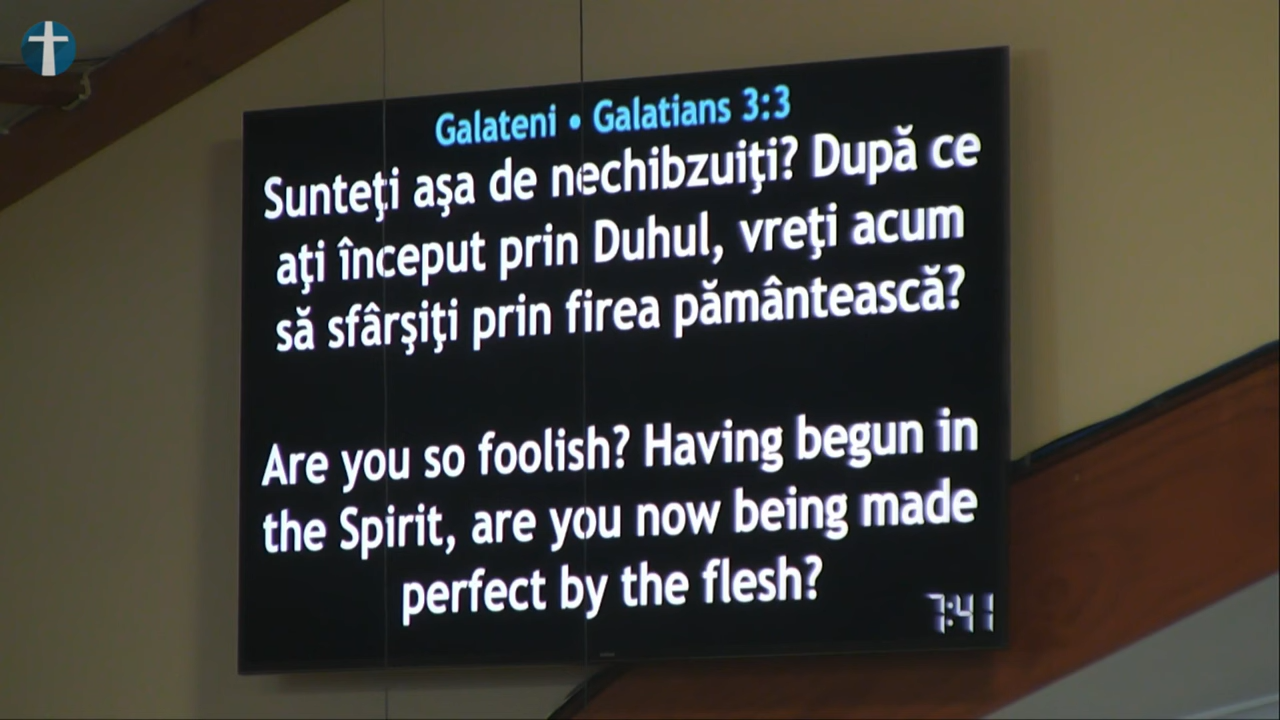 Galateni • Galatians 3:3
Sunteţi aşa de nechibzuiţi? După ce
aţi început prin Duhul, vreţi acum
să sfârşiţi prin firea pământească?
Are you so foolish? Having begun in
the Spirit, are you now being made
perfect by the flesh?
7:41